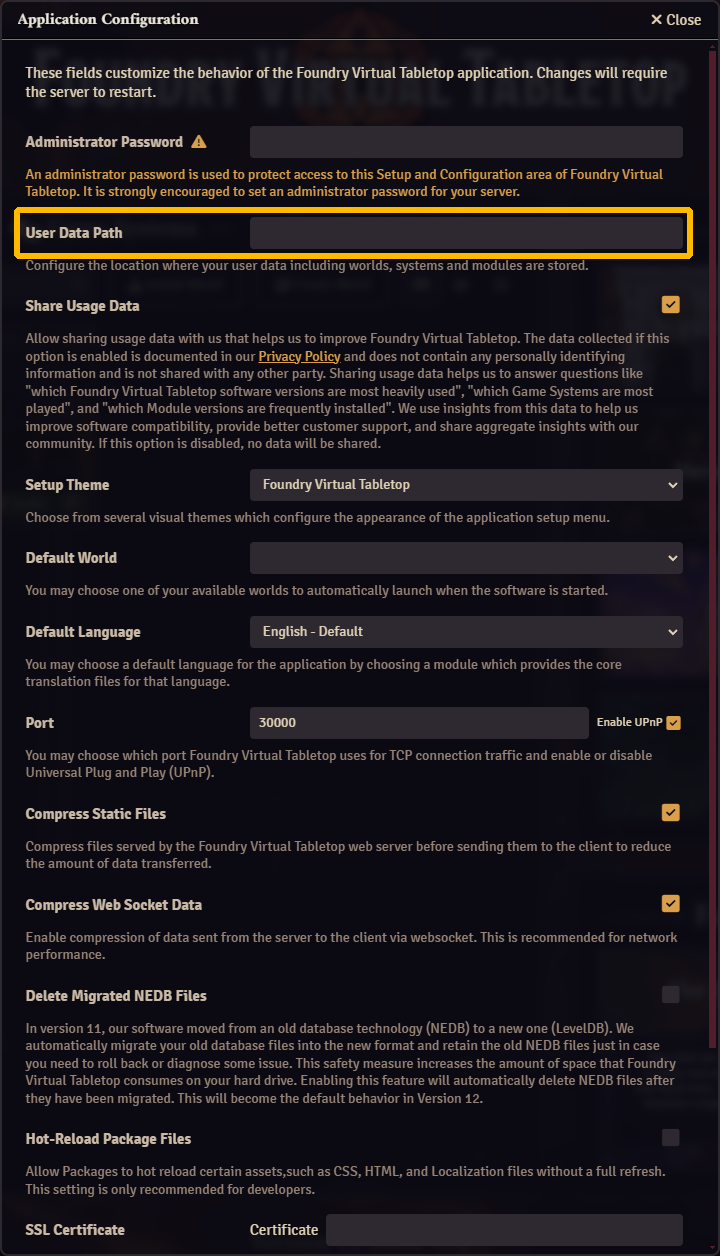 Application Configuration
✕ Close
FOUNDRY VIRTUAL TABLETOP
These fields customize the behavior of the Foundry Virtual Tabletop application. Changes will require
the server to restart.
Administrator Password
An administrator password is used to protect access to this Setup and Configuration area of Foundry Virtual
Tabletop. It is strongly encouraged to set an administrator password for your server.
User Data Path
Configure the location where your user data including worlds, systems and modules are stored.
Share Usage Data
Allow sharing usage data with us that helps us to improve Foundry Virtual Tabletop. The data collected if this
option is enabled is documented in our Privacy Policy and does not contain any personally identifying
information and is not shared with any other party. Sharing usage data helps us to answer questions like
"which Foundry Virtual Tabletop software versions are most heavily used", "which Game Systems are most
played", and "which Module versions are frequently installed". We use insights from this data to help us
improve software compatibility, provide better customer support, and share aggregate insights with our
community. If this option is disabled, no data will be shared.
Setup Theme
Foundry Virtual Tabletop
Choose from several visual themes which configure the appearance of the application setup menu.
Default World
You may choose one of your available worlds to automatically launch when the software is started.
Default Language
English - Default
You may choose a default language for the application by choosing a module which provides the core
translation files for that language.
Port
30000
Enable UPnP
You may choose which port Foundry Virtual Tabletop uses for TCP connection traffic and enable or disable
Universal Plug and Play (UPnP).
Compress Static Files
Compress files served by the Foundry Virtual Tabletop web server before sending them to the client to reduce
the amount of data transferred.
Compress Web Socket Data
Enable compression of data sent from the server to the client via websocket. This is recommended for network
performance.
Delete Migrated NEDB Files
In version 11, our software moved from an old database technology (NEDB) to a new one (LevelDB). We
automatically migrate your old database files into the new format and retain the old NEDB files just in case
you need to roll back or diagnose some issue. This safety measure increases the amount of space that Foundry
Virtual Tabletop consumes on your hard drive. Enabling this feature will automatically delete NEDB files after
they have been migrated. This will become the default behavior in Version 12.
Hot-Reload Package Files
Allow Packages to hot reload certain assets,such as CSS, HTML, and Localization files without a full refresh.
This setting is only recommended for developers.
SSL Certificate
Certificate